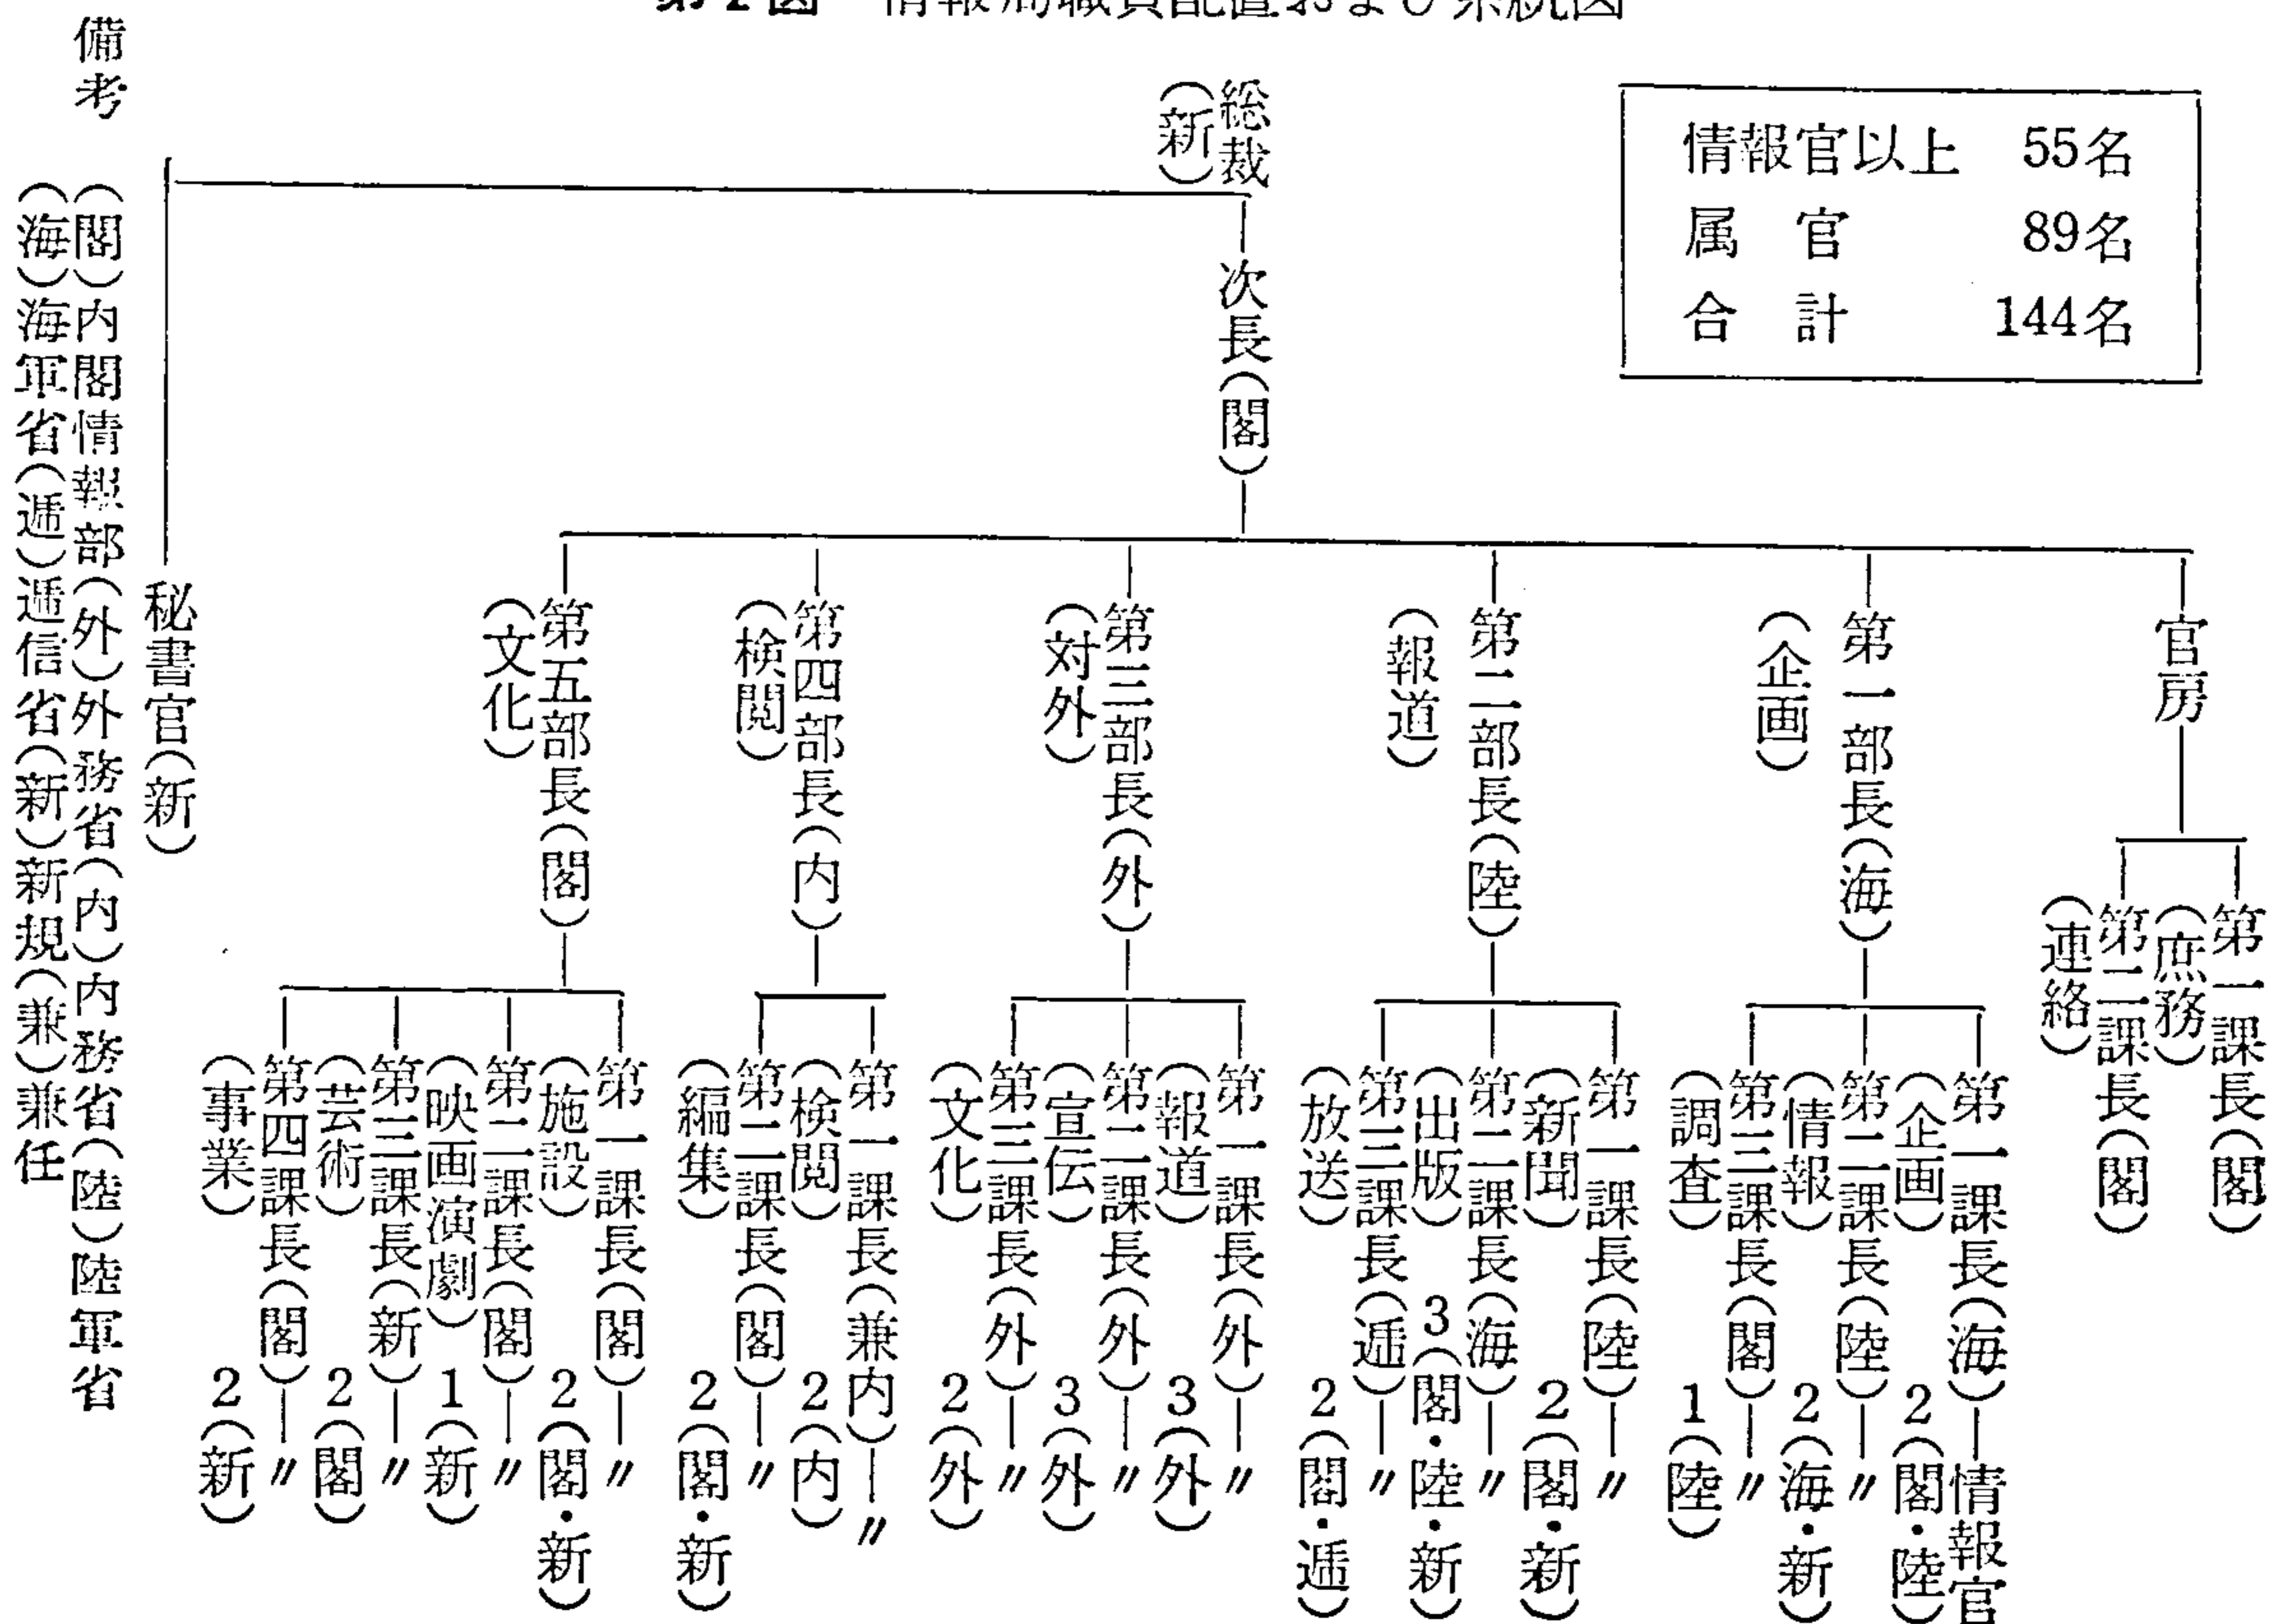 第2図 情報局職員配置および系統図
情報官以上 55名
属官 89名
合計 144名
総裁
(新)
次長(閣)
官房
第一課長(閣)
(庶務)
第二課長(閣)
(連絡)
第一部長(海)
(企画)
第一課長(海)―情報官
(企画) 2(閣・陸)
第二課長(陸)―〃
(情報) 2(海・新)
第三課長(閣)―〃
(調査) 1(陸)
第二部長(陸)
(報道)
第一課長(陸)―〃
(新聞) 2(閣・新)
第二課長(海)―〃
(出版) 3(閣・陸・新)
第三課長(逓)―〃
(放送) 2(閣・逓)
第三部長(外)
(対外)
第一課長(外)―〃
(報道) 3(外)
第二課長(外)―〃
(宣伝) 3(外)
第三課長(外)―〃
(文化) 2(外)
第四部長(内)
(検閲)
第一課長(兼内)―〃
(検閲) 2(内)
第二課長(閣)―〃
(編集) 2(閣・新)
第五部長(閣)
(文化)
第一課長(閣)―〃
(施設) 2(閣・新)
第二課長(閣)―〃
(映画演劇) 1(新)
第三課長(新)―〃
(芸術) 2(閣)
第四課長(閣)―〃
(事業) 2(新)
秘書官(新)
備考 (閣)内閣情報部(外)外務省(内)内務省(陸)陸軍省
(海)海軍省(逓)逓信省(新)新規(兼)兼任